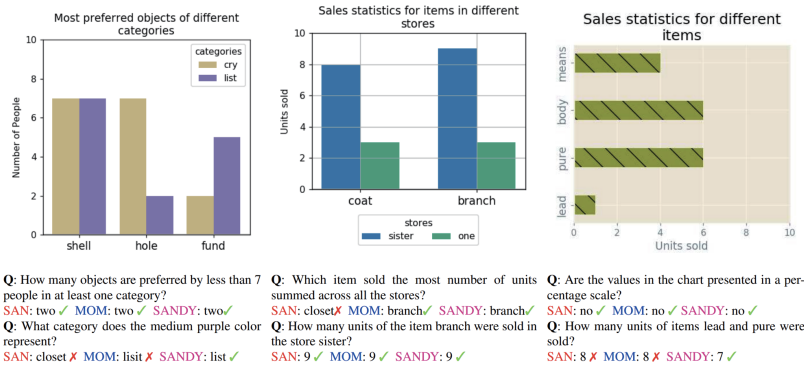 Most preferred objects of different
categories
categories
cry
list
Number of People
10
8
6
4
2
0
shell hole fund
Sales statistics for items in different
stores
Units sold
10
8
6
4
2
0
coat branch
stores
sister one
Sales statistics for different
items
means
body
pure
lead
0 2 4 6 8 10
Units sold
Q: How many objects are preferred by less than 7
people in at least one category?
SAN: two ✓ MOM: two ✓ SANDY: two✓
Q: What category does the medium purple color
represent?
SAN: closet ✗ MOM: lisit ✗ SANDY: list ✓
Q: Which item sold the most number of units
summed across all the stores?
SAN: closet✗ MOM: branch✓ SANDY: branch✓
Q: How many units of the item branch were sold in
the store sister?
SAN: 9 ✓ MOM: 9 ✓ SANDY: 9 ✓
Q: Are the values in the chart presented in a per-
centage scale?
SAN: no ✓ MOM: no ✓ SANDY: no ✓
Q: How many units of items lead and pure were
sold?
SAN: 8 ✗ MOM: 8 ✗ SANDY: 7 ✓